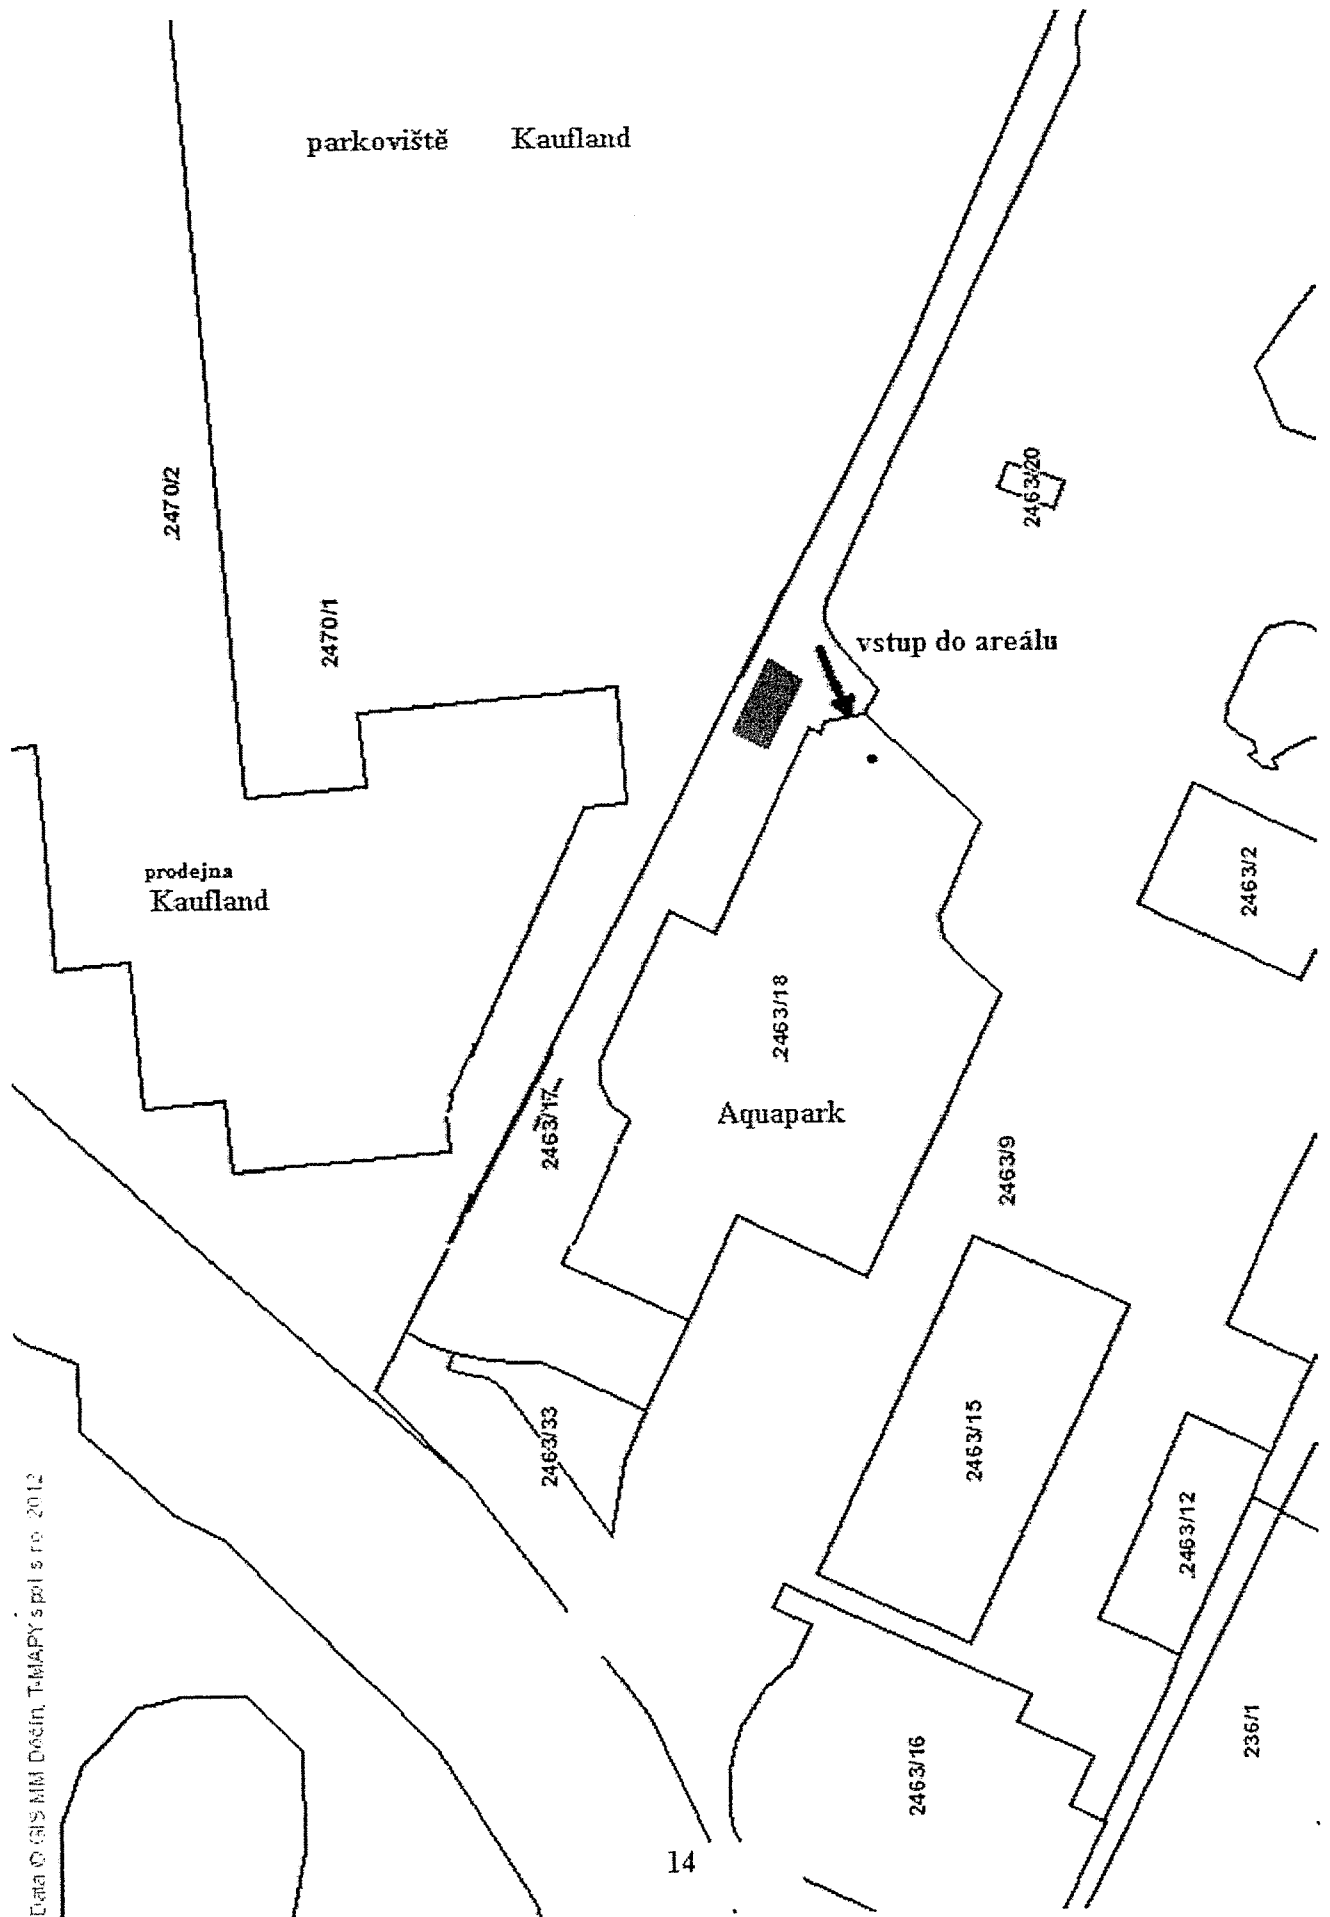 parkoviště Kaufland
.2470/2
2463/20
2470/1
vstup do areálu
prodejna
Kaufland
2463/2
.2463/18
2463/17
Aquapark
2463/9
2463/33
2463/15
.2463/12
Data © GIS MM Děčín, T-MAPY spol s r.o. 2012
236/1
2463/16
14